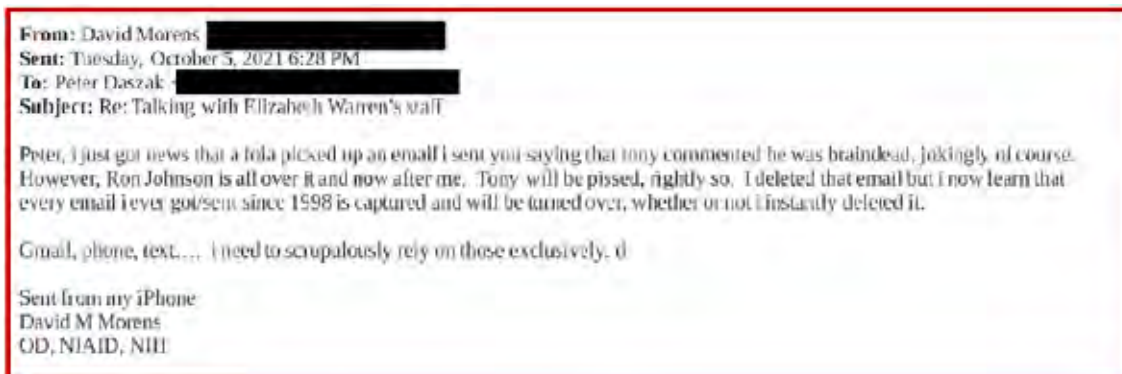 From: David Morens
Sent: Tuesday, October 5, 2021 6:28 PM
To: Peter Daszak
Subject: Re: Talking with Elizabeth Warren's staff
Peter, i just got news that a foia picked up an email i sent you saying that tony commented he was braindead, jokingly of course.
However, Ron Johnson is all over it and now after me. Tony will be pissed, rightly so. I deleted that email but i now learn that
every email i ever got/sent since 1998 is captured and will be turned over, whether or not i instantly deleted it.
Gmail, phone, text.... i need to scrupulously rely on those exclusively. d
Sent from my iPhone
David M Morens
OD, NIAID, NIH